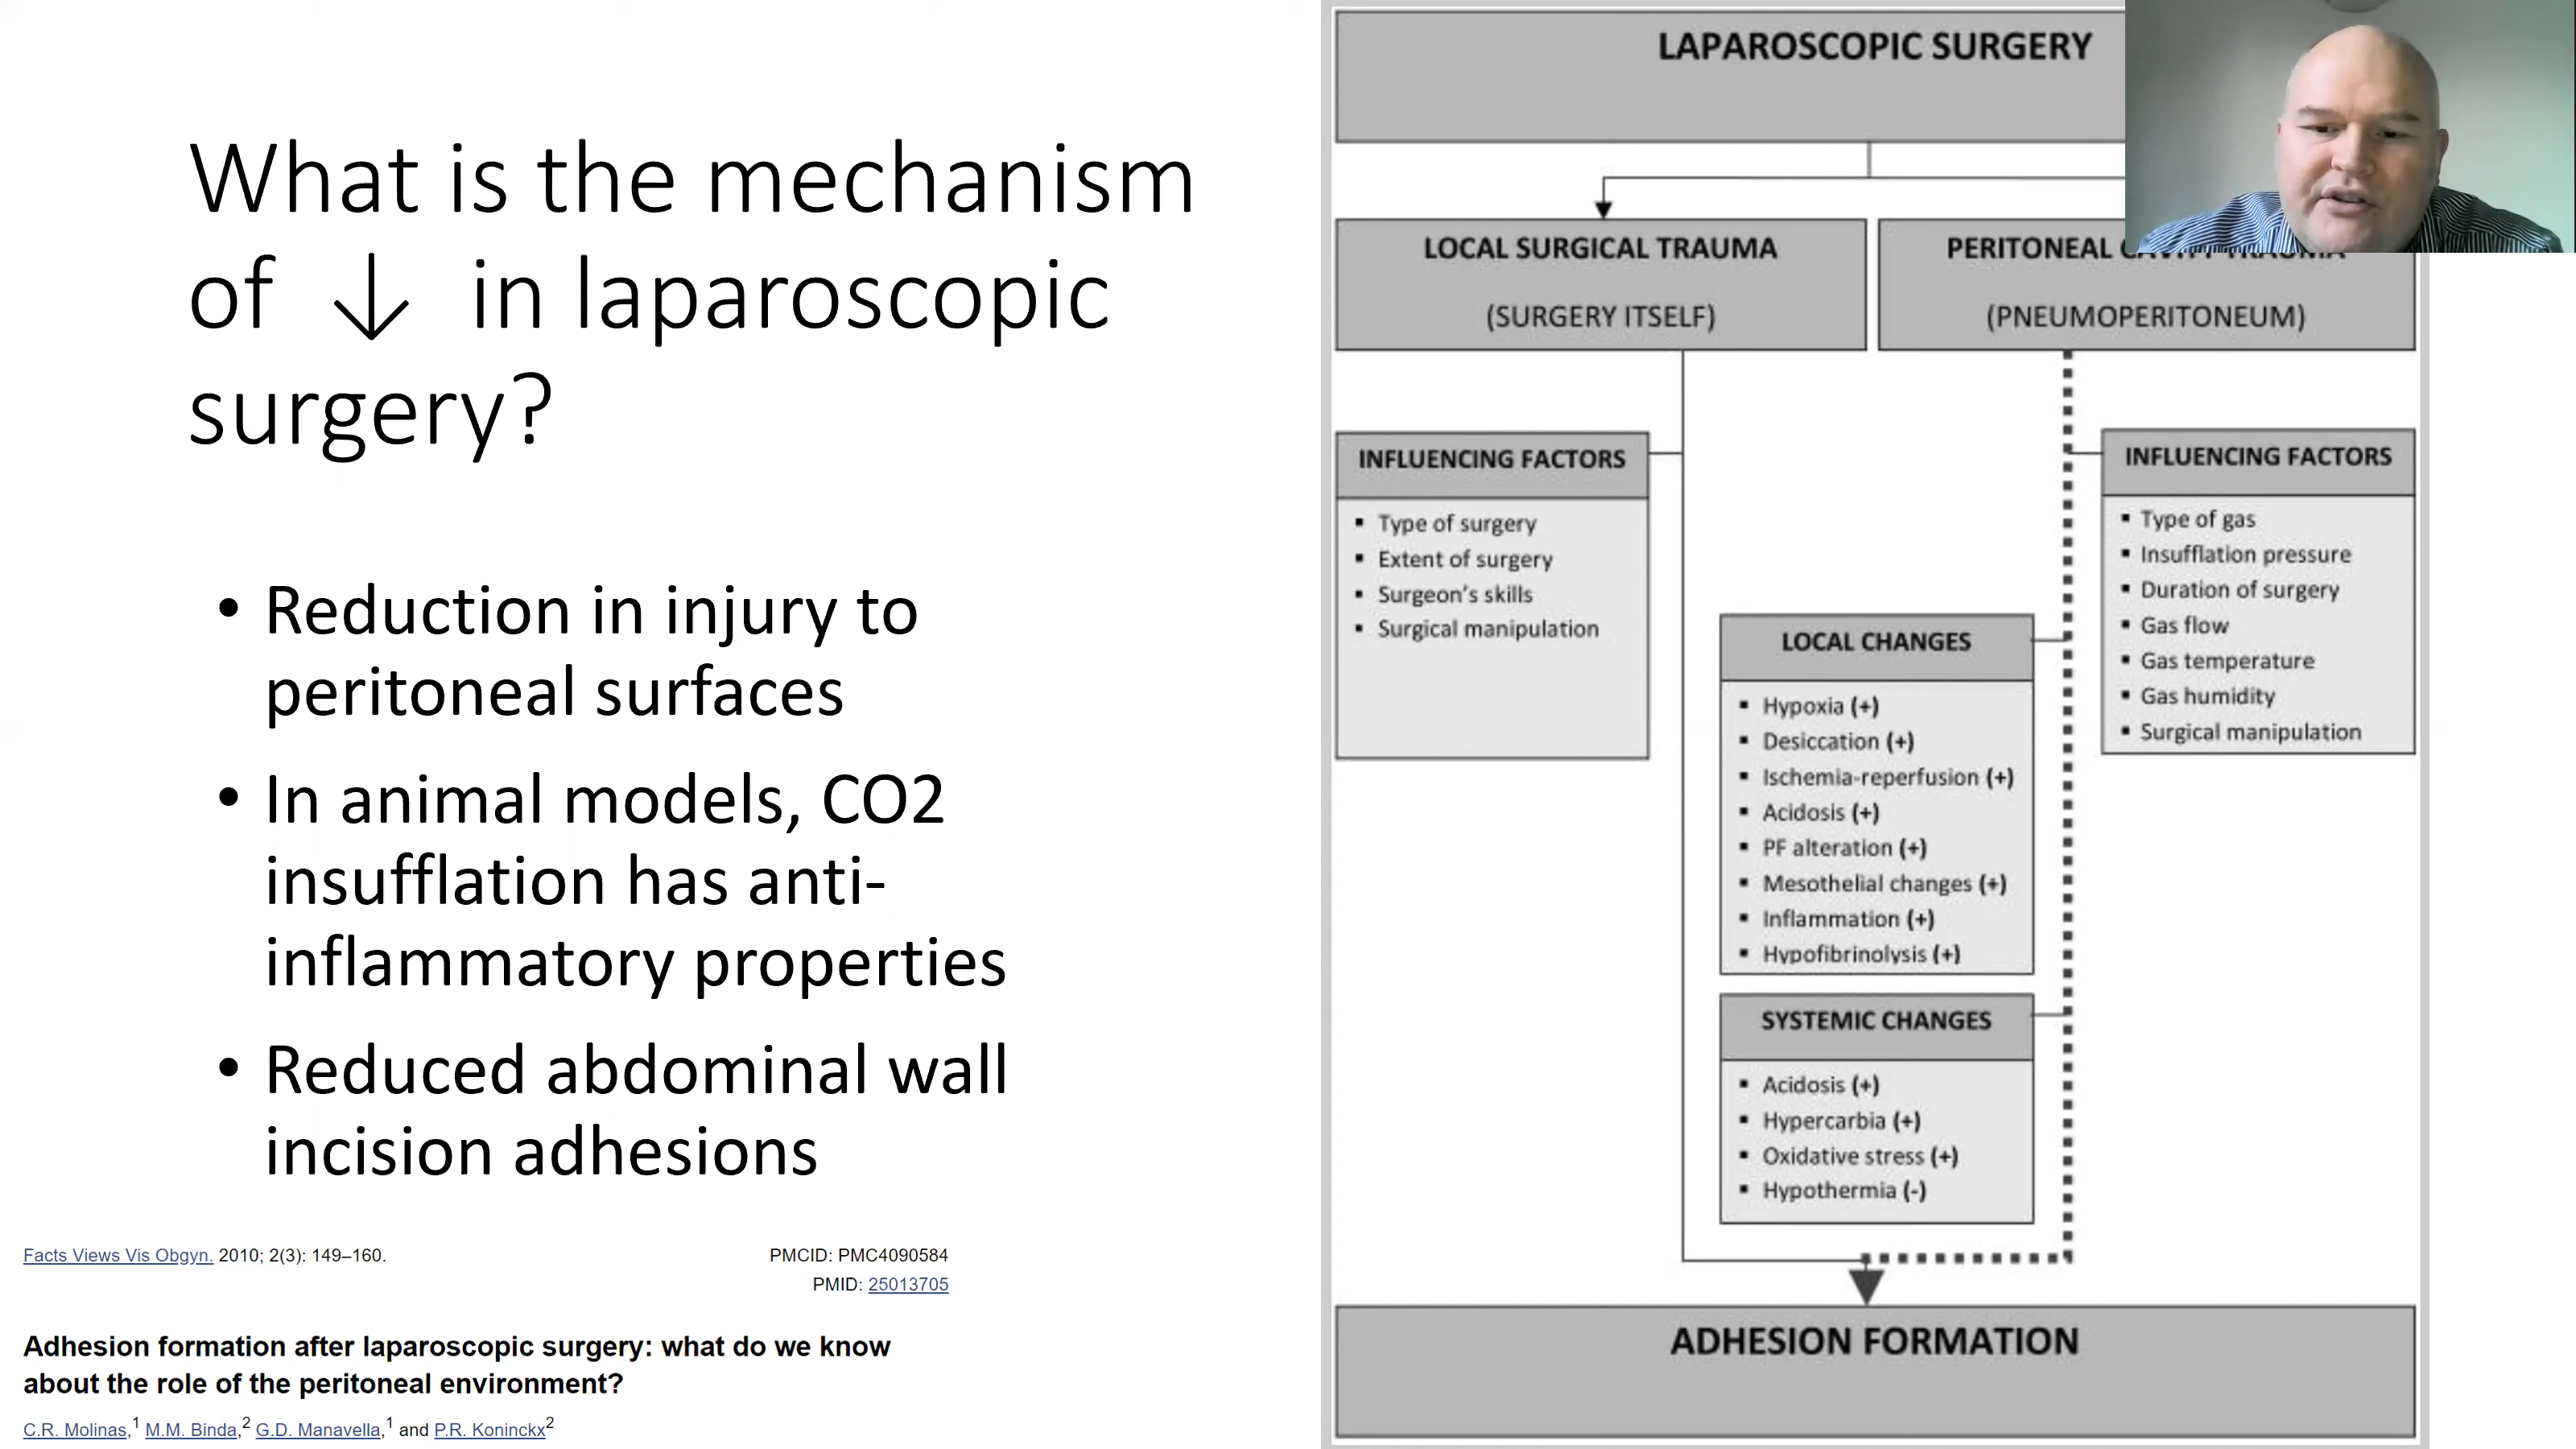 What is the mechanism
of ↓ in laparoscopic
surgery?
• Reduction in injury to
peritoneal surfaces
• In animal models, CO2
insufflation has anti-
inflammatory properties
• Reduced abdominal wall
incision adhesions
Facts Views Vis Obgyn. 2010; 2(3): 149–160.
PMCID: PMC4090584
PMID: 25013705
Adhesion formation after laparoscopic surgery: what do we know
about the role of the peritoneal environment?
C.R. Molinas,1 M.M. Binda,2 G.D. Manavella,1 and P.R. Koninckx2
LAPAROSCOPIC SURGERY
LOCAL SURGICAL TRAUMA
(SURGERY ITSELF)
PERITONEAL CAVITY TRAUMA
(PNEUMOPERITONEUM)
INFLUENCING FACTORS
▪ Type of surgery
▪ Extent of surgery
▪ Surgeon's skills
▪ Surgical manipulation
INFLUENCING FACTORS
▪ Type of gas
▪ Insufflation pressure
▪ Duration of surgery
▪ Gas flow
▪ Gas temperature
▪ Gas humidity
▪ Surgical manipulation
LOCAL CHANGES
▪ Hypoxia (+)
▪ Desiccation (+)
▪ Ischemia-reperfusion (+)
▪ Acidosis (+)
▪ PF alteration (+)
▪ Mesothelial changes (+)
▪ Inflammation (+)
▪ Hypofibrinolysis (+)
SYSTEMIC CHANGES
▪ Acidosis (+)
▪ Hypercarbia (+)
▪ Oxidative stress (+)
▪ Hypothermia (-)
ADHESION FORMATION